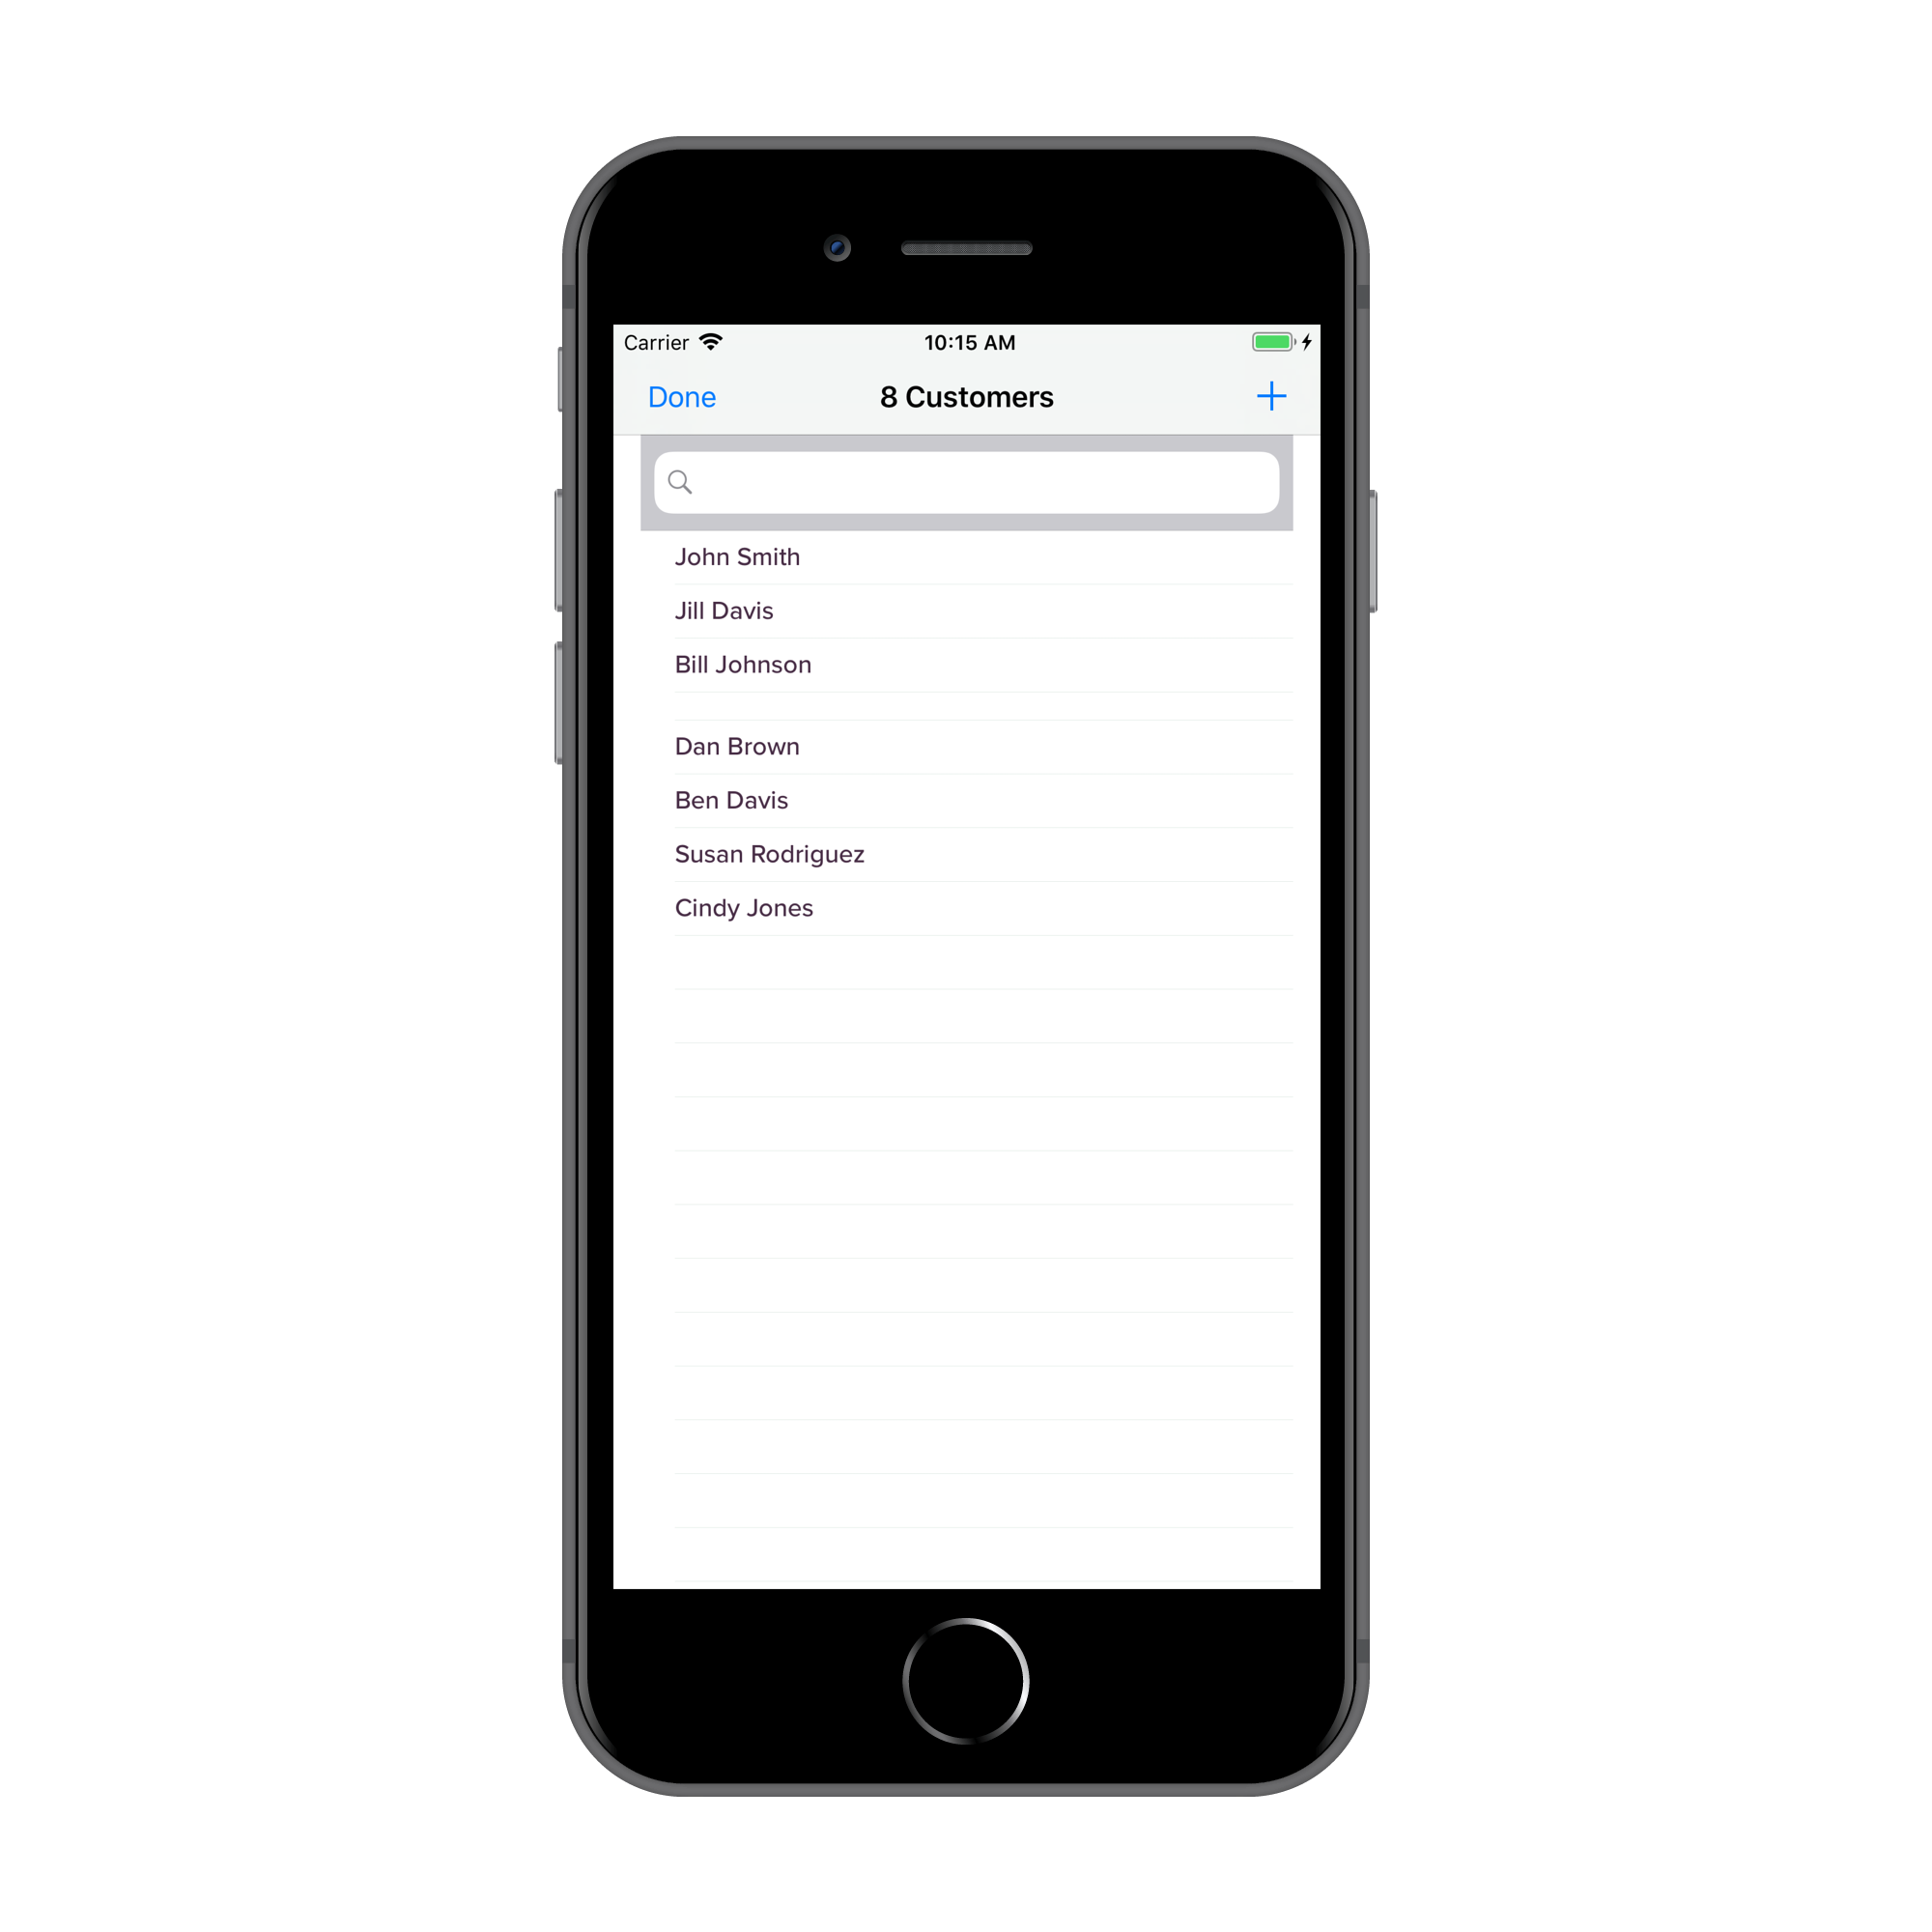 Carrier 10:15 AM
Done 8 Customers +
John Smith
Jill Davis
Bill Johnson
Dan Brown
Ben Davis
Susan Rodriguez
Cindy Jones